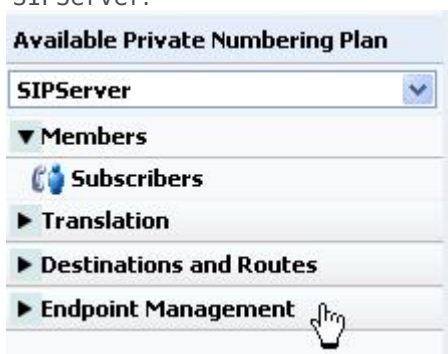 SIPServer.
Available Private Numbering Plan
SIPServer
Members
Subscribers
Translation
Destinations and Routes
Endpoint Management